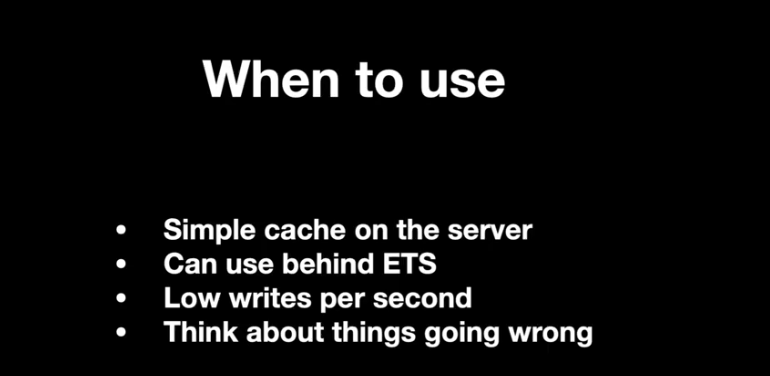 When to use
• Simple cache on the server
• Can use behind ETS
• Low writes per second
• Think about things going wrong